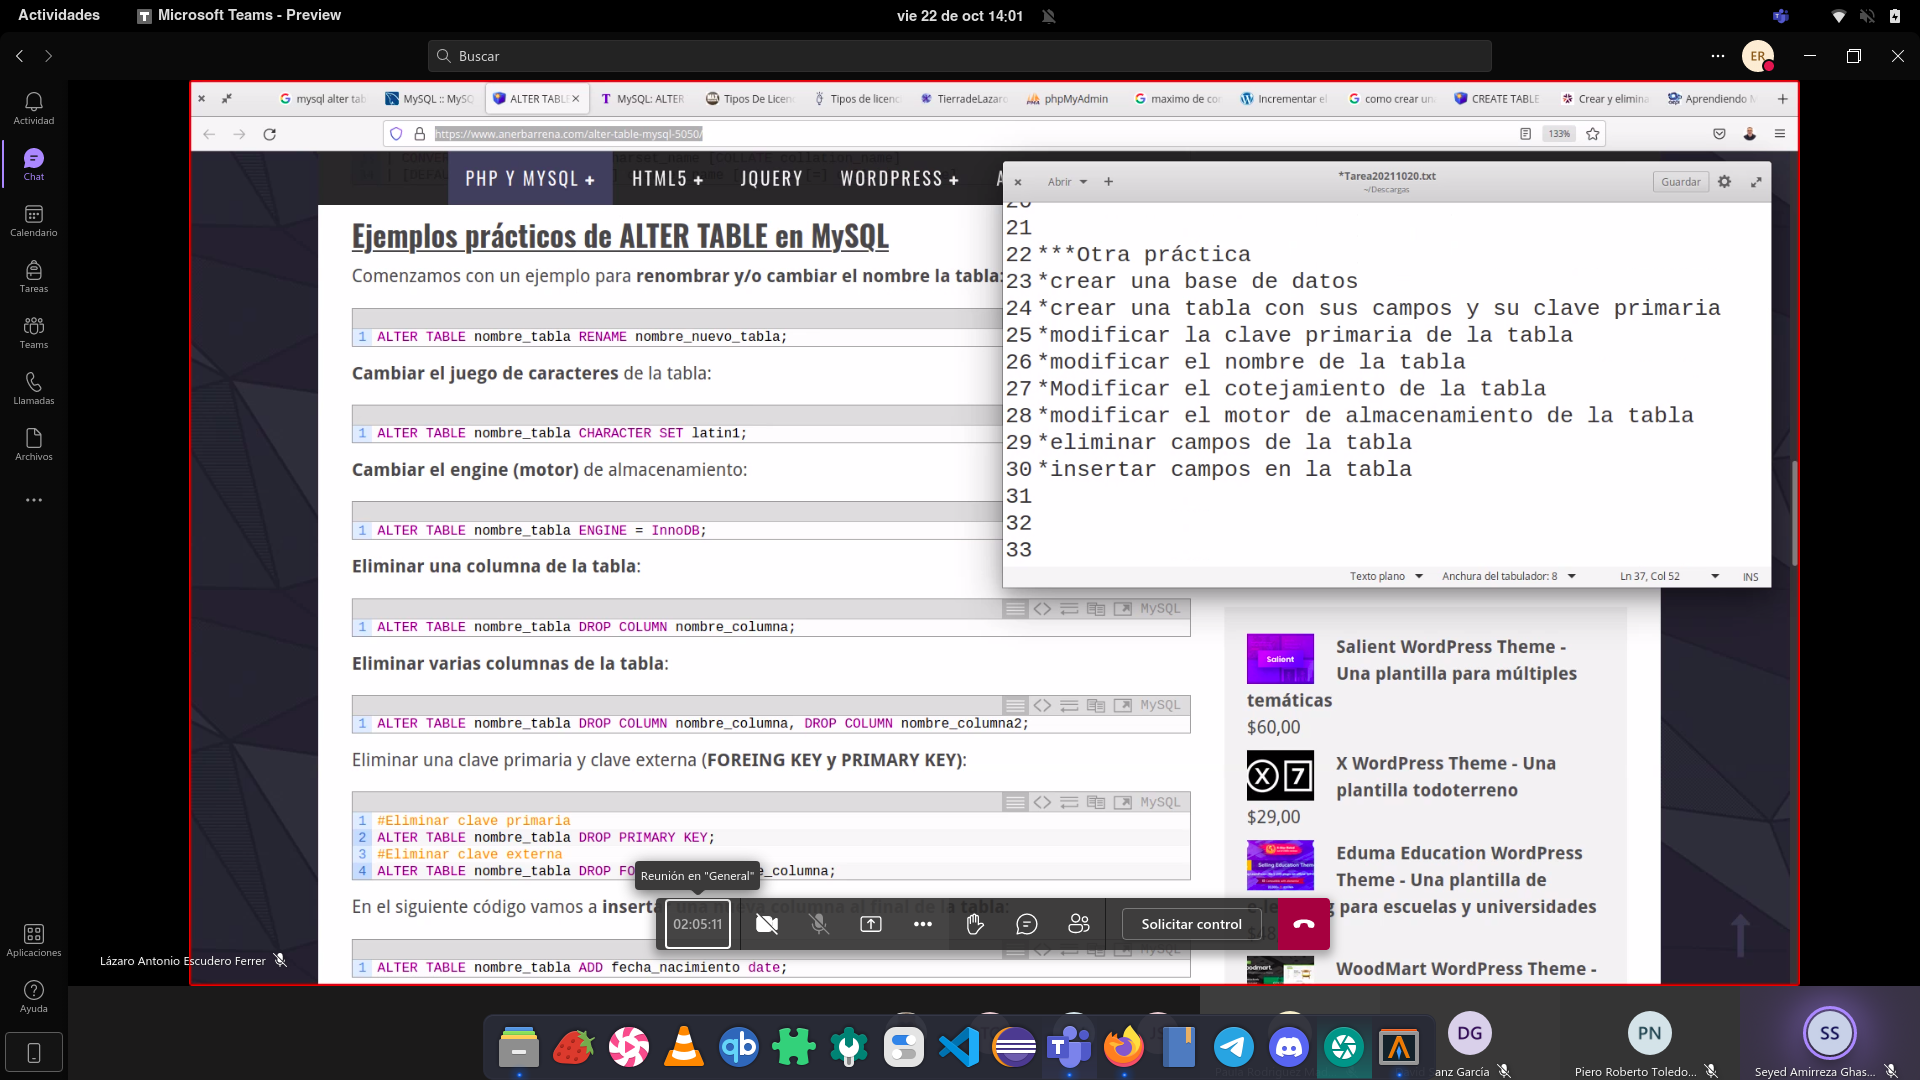 Actividades
Microsoft Teams - Preview
vie 22 de oct 14:01
Buscar
ER
Actividad
Chat
Calendario
Tareas
Teams
Llamadas
Archivos
Aplicaciones
Ayuda
mysql alter tab
MySQL :: MySQ
ALTER TABLE
MySQL: ALTER
Tipos De Licen
Tipos de licenc
TierradeLazaro
phpMyAdmin
maximo de co
Incrementar el
como crear un
CREATE TABLE
Crear y elimina
Aprendiendo M
https://www.anerbarrena.com/alter-table-mysql-5050/
133%
PHP Y MYSQL +
HTML5 +
JQUERY
WORDPRESS +
Ejemplos prácticos de ALTER TABLE en MySQL
Comenzamos con un ejemplo para renombrar y/o cambiar el nombre la tabla:
1 ALTER TABLE nombre_tabla RENAME nombre_nuevo_tabla;
Cambiar el juego de caracteres de la tabla:
1 ALTER TABLE nombre_tabla CHARACTER SET latin1;
Cambiar el engine (motor) de almacenamiento:
1 ALTER TABLE nombre_tabla ENGINE = InnoDB;
Eliminar una columna de la tabla:
MySQL
1 ALTER TABLE nombre_tabla DROP COLUMN nombre_columna;
Eliminar varias columnas de la tabla:
MySQL
1 ALTER TABLE nombre_tabla DROP COLUMN nombre_columna, DROP COLUMN nombre_columna2;
Eliminar una clave primaria y clave externa (FOREING KEY y PRIMARY KEY):
MySQL
1 #Eliminar clave primaria
2 ALTER TABLE nombre_tabla DROP PRIMARY KEY;
3 #Eliminar clave externa
4 ALTER TABLE nombre_tabla DROP FO e_columna;
En el siguiente código vamos a insertar una nueva columna al final de la tabla:
MySQL
1 ALTER TABLE nombre_tabla ADD fecha_nacimiento date;
Abrir
*Tarea20211020.txt
~/Descargas
Guardar
20
21
22 ***Otra práctica
23 *crear una base de datos
24 *crear una tabla con sus campos y su clave primaria
25 *modificar la clave primaria de la tabla
26 *modificar el nombre de la tabla
27 *Modificar el cotejamiento de la tabla
28 *modificar el motor de almacenamiento de la tabla
29 *eliminar campos de la tabla
30 *insertar campos en la tabla
31
32
33
Texto plano
Anchura del tabulador: 8
Ln 37, Col 52
INS
Salient
Salient WordPress Theme -
Una plantilla para múltiples
temáticas
$60,00
X WordPress Theme - Una
plantilla todoterreno
$29,00
Eduma Education WordPress
Theme - Una plantilla de
para escuelas y universidades
WoodMart WordPress Theme -
Reunión en "General"
02:05:11
Solicitar control
Lázaro Antonio Escudero Ferrer
DG
anz García
PN
Piero Roberto Toledo...
SS
Seyed Amirreza Ghas...